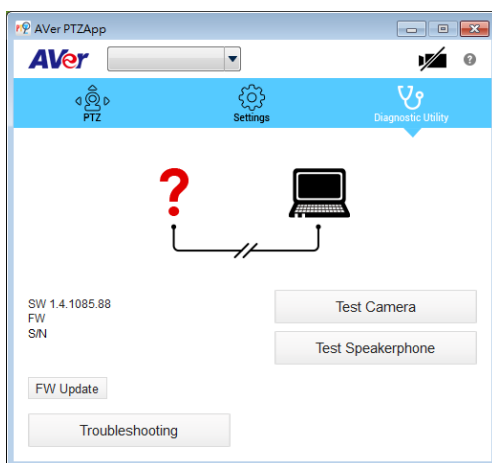 AVer PTZApp
AVer
?
PTZ
Settings
Diagnostic Utility
?
SW 1.4.1085.88
FW
S/N
Test Camera
Test Speakerphone
FW Update
Troubleshooting